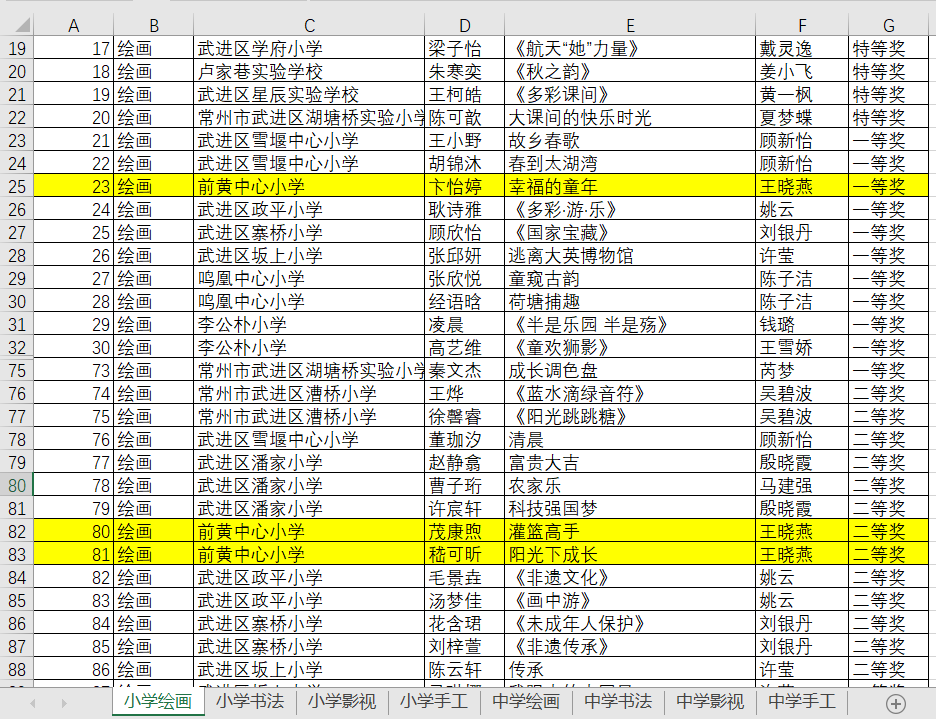 A B C D E F G
19 17 绘画 武进区学府小学 梁子怡 《航天“她”力量》 戴灵逸 特等奖
20 18 绘画 卢家巷实验学校 朱寒奕 《秋之韵》 姜小飞 特等奖
21 19 绘画 武进区星辰实验学校 王柯皓 《多彩课间》 黄一枫 特等奖
22 20 绘画 常州市武进区湖塘桥实验小学 陈可歆 大课间的快乐时光 夏梦蝶 特等奖
23 21 绘画 武进区雪堰中心小学 王小野 故乡春歌 顾新怡 一等奖
24 22 绘画 武进区雪堰中心小学 胡锦沐 春到太湖湾 顾新怡 一等奖
25 23 绘画 前黄中心小学 卞怡婷 幸福的童年 王晓燕 一等奖
26 24 绘画 武进区政平小学 耿诗雅 《多彩·游·乐》 姚云 一等奖
27 25 绘画 武进区寨桥小学 顾欣怡 《国家宝藏》 刘银丹 一等奖
28 26 绘画 武进区坂上小学 张邱妍 逃离大英博物馆 许莹 一等奖
29 27 绘画 鸣凰中心小学 张欣悦 童窥古韵 陈子洁 一等奖
30 28 绘画 鸣凰中心小学 经语晗 荷塘捕趣 陈子洁 一等奖
31 29 绘画 李公朴小学 凌晨 《半是乐园 半是殇》 钱璐 一等奖
32 30 绘画 李公朴小学 高艺维 《童欢狮影》 王雪娇 一等奖
75 73 绘画 常州市武进区湖塘桥实验小学 秦文杰 成长调色盘 芮梦 一等奖
76 74 绘画 常州市武进区漕桥小学 王烨 《蓝水滴绿音符》 吴碧波 二等奖
77 75 绘画 常州市武进区漕桥小学 徐馨睿 《阳光跳跳糖》 吴碧波 二等奖
78 76 绘画 武进区雪堰中心小学 董珈汐 清晨 顾新怡 二等奖
79 77 绘画 武进区潘家小学 赵静翕 富贵大吉 殷晓霞 二等奖
80 78 绘画 武进区潘家小学 曹子珩 农家乐 马建强 二等奖
81 79 绘画 武进区潘家小学 许宸轩 科技强国梦 殷晓霞 二等奖
82 80 绘画 前黄中心小学 茂康煦 灌篮高手 王晓燕 二等奖
83 81 绘画 前黄中心小学 嵇可昕 阳光下成长 王晓燕 二等奖
84 82 绘画 武进区政平小学 毛景垚 《非遗文化》 姚云 二等奖
85 83 绘画 武进区政平小学 汤梦佳 《画中游》 姚云 二等奖
86 84 绘画 武进区寨桥小学 花含珺 《未成年人保护》 刘银丹 二等奖
87 85 绘画 武进区寨桥小学 刘梓萱 《非遗传承》 刘银丹 二等奖
88 86 绘画 武进区坂上小学 陈云轩 传承 许莹 二等奖
小学绘画 小学书法 小学影视 小学手工 中学绘画 中学书法 中学影视 中学手工